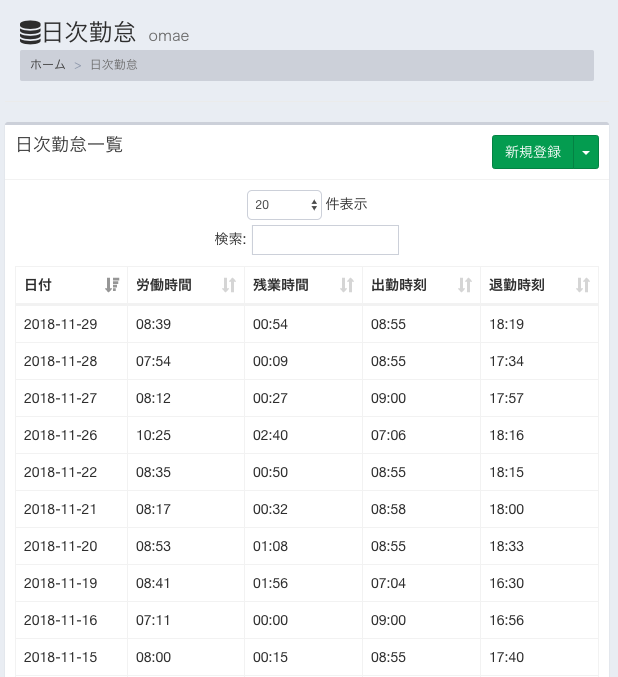 日次勤怠 omae
ホーム > 日次勤怠
日次勤怠一覧 新規登録
20 件表示
検索:
日付 労働時間 残業時間 出勤時刻 退勤時刻
2018-11-29 08:39 00:54 08:55 18:19
2018-11-28 07:54 00:09 08:55 17:34
2018-11-27 08:12 00:27 09:00 17:57
2018-11-26 10:25 02:40 07:06 18:16
2018-11-22 08:35 00:50 08:55 18:15
2018-11-21 08:17 00:32 08:58 18:00
2018-11-20 08:53 01:08 08:55 18:33
2018-11-19 08:41 01:56 07:04 16:30
2018-11-16 07:11 00:00 09:00 16:56
2018-11-15 08:00 00:15 08:55 17:40